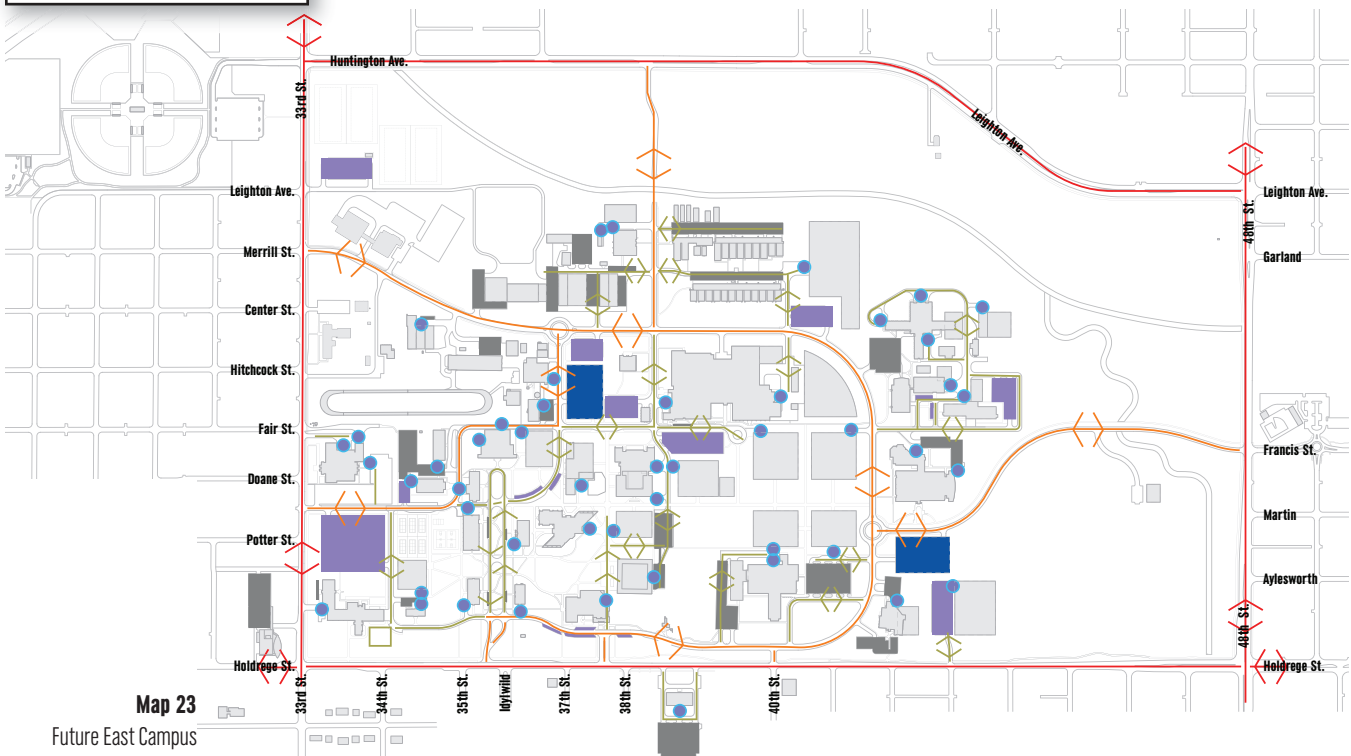 Huntington Ave.
33rd St.
Leighton Ave.
Leighton Ave.
Leighton Ave.
48th St.
Merrill St.
Garland
Center St.
Hitchcock St.
Fair St.
Francis St.
Doane St.
Martin
Potter St.
Aylesworth
48th St.
Holdrege St.
Holdrege St.
33rd St.
34th St.
35th St.
Idylwild
37th St.
38th St.
40th St.
Map 23
Future East Campus